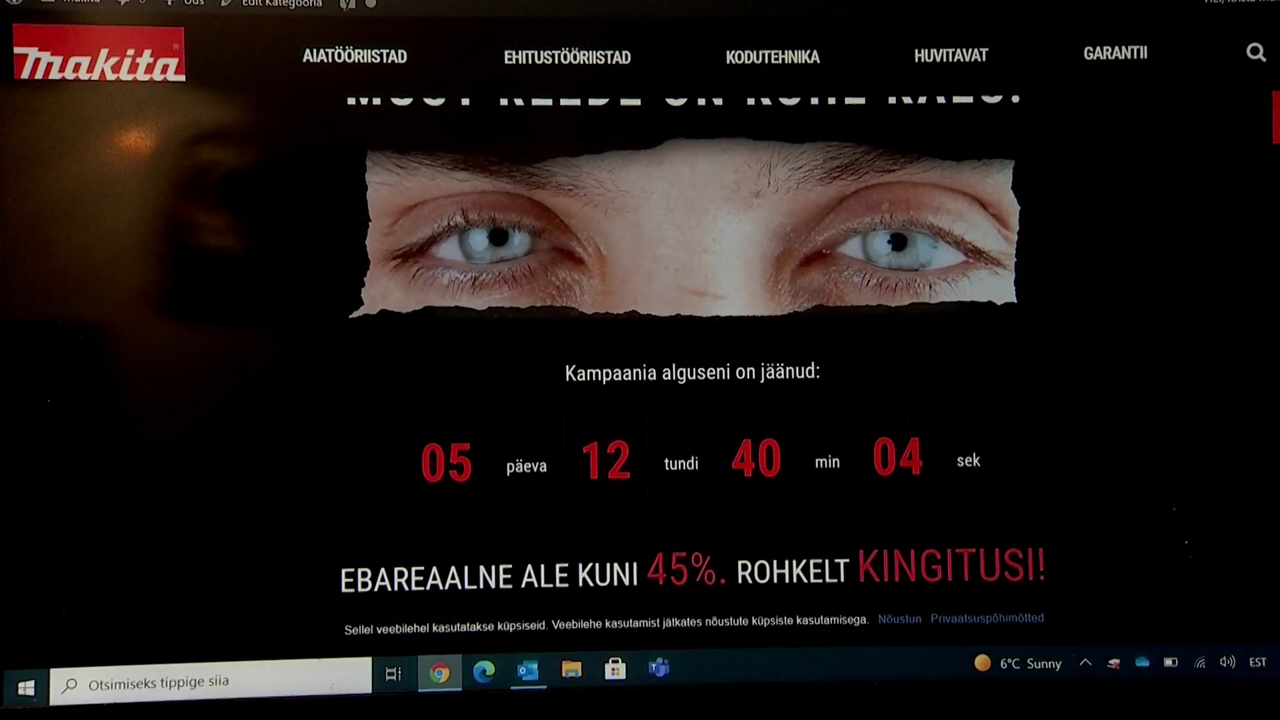 Edit Kategooria
makita
AIATÖÖRIISTAD EHITUSTÖÖRIISTAD KODUTEHNIKA HUVITAVAT GARANTII
Kampaania alguseni on jäänud:
05 päeva 12 tundi 40 min 04 sek
EBAREAALNE ALE KUNI 45%. ROHKELT KINGITUSI!
Sellel veebilehel kasutatakse küpsiseid. Veebilehe kasutamist jätkates nõustute küpsiste kasutamisega. Nõustun Privaatsuspõhimõtted
Otsimiseks tippige siia 6°C Sunny EST